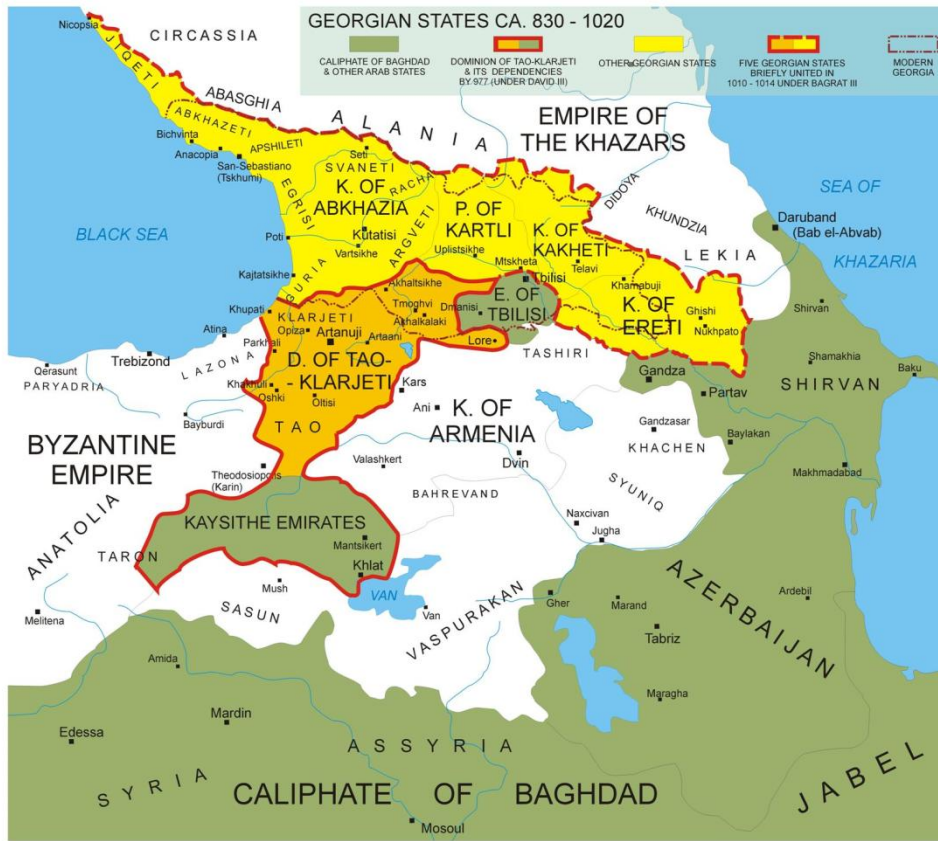 GEORGIAN STATES CA. 830 - 1020
CALIPHATE OF BAGHDAD
& OTHER ARAB STATES
DOMINION OF TAO-KLARJETI
& ITS DEPENDENCIES
BY 977 (UNDER DAVID III)
OTHER GEORGIAN STATES
FIVE GEORGIAN STATES
BRIEFLY UNITED IN
1010 - 1014 UNDER BAGRAT III
MODERN
GEORGIA
Nicopsia
CIRCASSIA
JIQETI
ABASGHIA
ALANIA
EMPIRE OF
THE KHAZARS
ABKHAZETI
Bichvinta
Anacopia
APSHILETI
San-Sebastiano
(Tskhumi)
Seti
SVANETI
RACHA
K. OF
ABKHAZIA
EGRISI
Kutatisi
Vartsikhe
ARGVETI
P. OF
KARTLI
Uplistsikhe
DIDOYA
KHUNDZIA
SEA OF
KHAZARIA
Daruband
(Bab el-Abvab)
BLACK SEA
Poti
K. OF
KAKHETI
Mtskheta
Telavi
LEKIA
Kajtatsikhe
GURIA
Akhaltsikhe
Tbilisi
E. OF
TBILISI
Dmanisi
Khamabuji
K. OF
ERETI
Ghishi
Nukhpato
Shirvan
Khupati
KLARJETI
Opiza
Tmoghvi
Akhalkalaki
Artanuji
Artaani
Lore
Atina
Parkhali
LAZONA
Trebizond
Qerasunt
PARYADRIA
D. OF TAO-
- KLARJETI
TASHIRI
Gandza
Shamakhia
SHIRVAN
Baku
Khakhuli
Oshki
Oltisi
Kars
Partav
Bayburdi
TAO
Ani
K. OF
ARMENIA
Gandzasar
KHACHEN
Baylakan
BYZANTINE
EMPIRE
Theodosiopolis
(Karin)
Valashkert
Dvin
Makhmadabad
BAHREVAND
SYUNIQ
ANATOLIA
KAYSITHE EMIRATES
Naxcivan
Jugha
Mantsikert
TARON
Khlat
Mush
VAN
Van
SASUN
VASPURAKAN
Gher
Marand
AZERBAIJAN
Ardebil
Melitena
Tabriz
Amida
Maragha
Mardin
Edessa
ASSYRIA
SYRIA
CALIPHATE OF BAGHDAD
JABEL
Mosoul